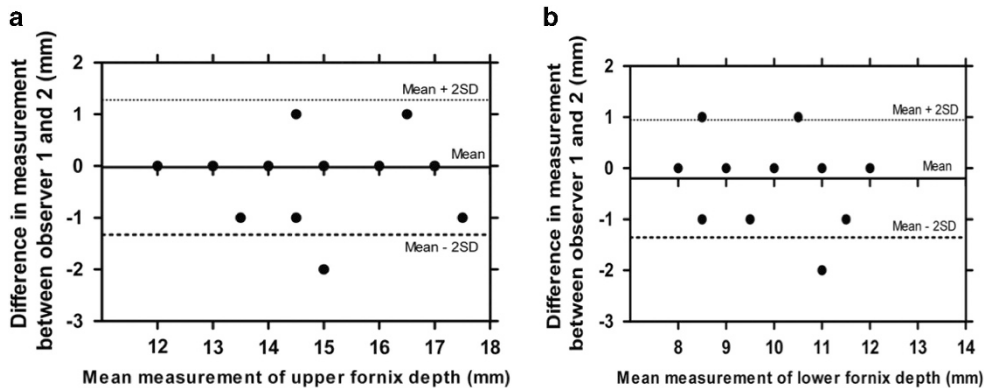 a
Difference in measurement
between observer 1 and 2 (mm)
2
1
0
-1
-2
-3
Mean + 2SD
Mean
Mean - 2SD
12 13 14 15 16 17 18
Mean measurement of upper fornix depth (mm)
b
Difference in measurement
between observer 1 and 2 (mm)
2
1
0
-1
-2
-3
Mean + 2SD
Mean
Mean - 2SD
8 9 10 11 12 13 14
Mean measurement of lower fornix depth (mm)